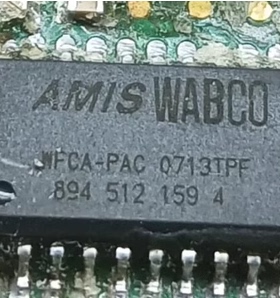 AMIS WABCO
WFCA-PAC 0713TPF
894 512 159 4